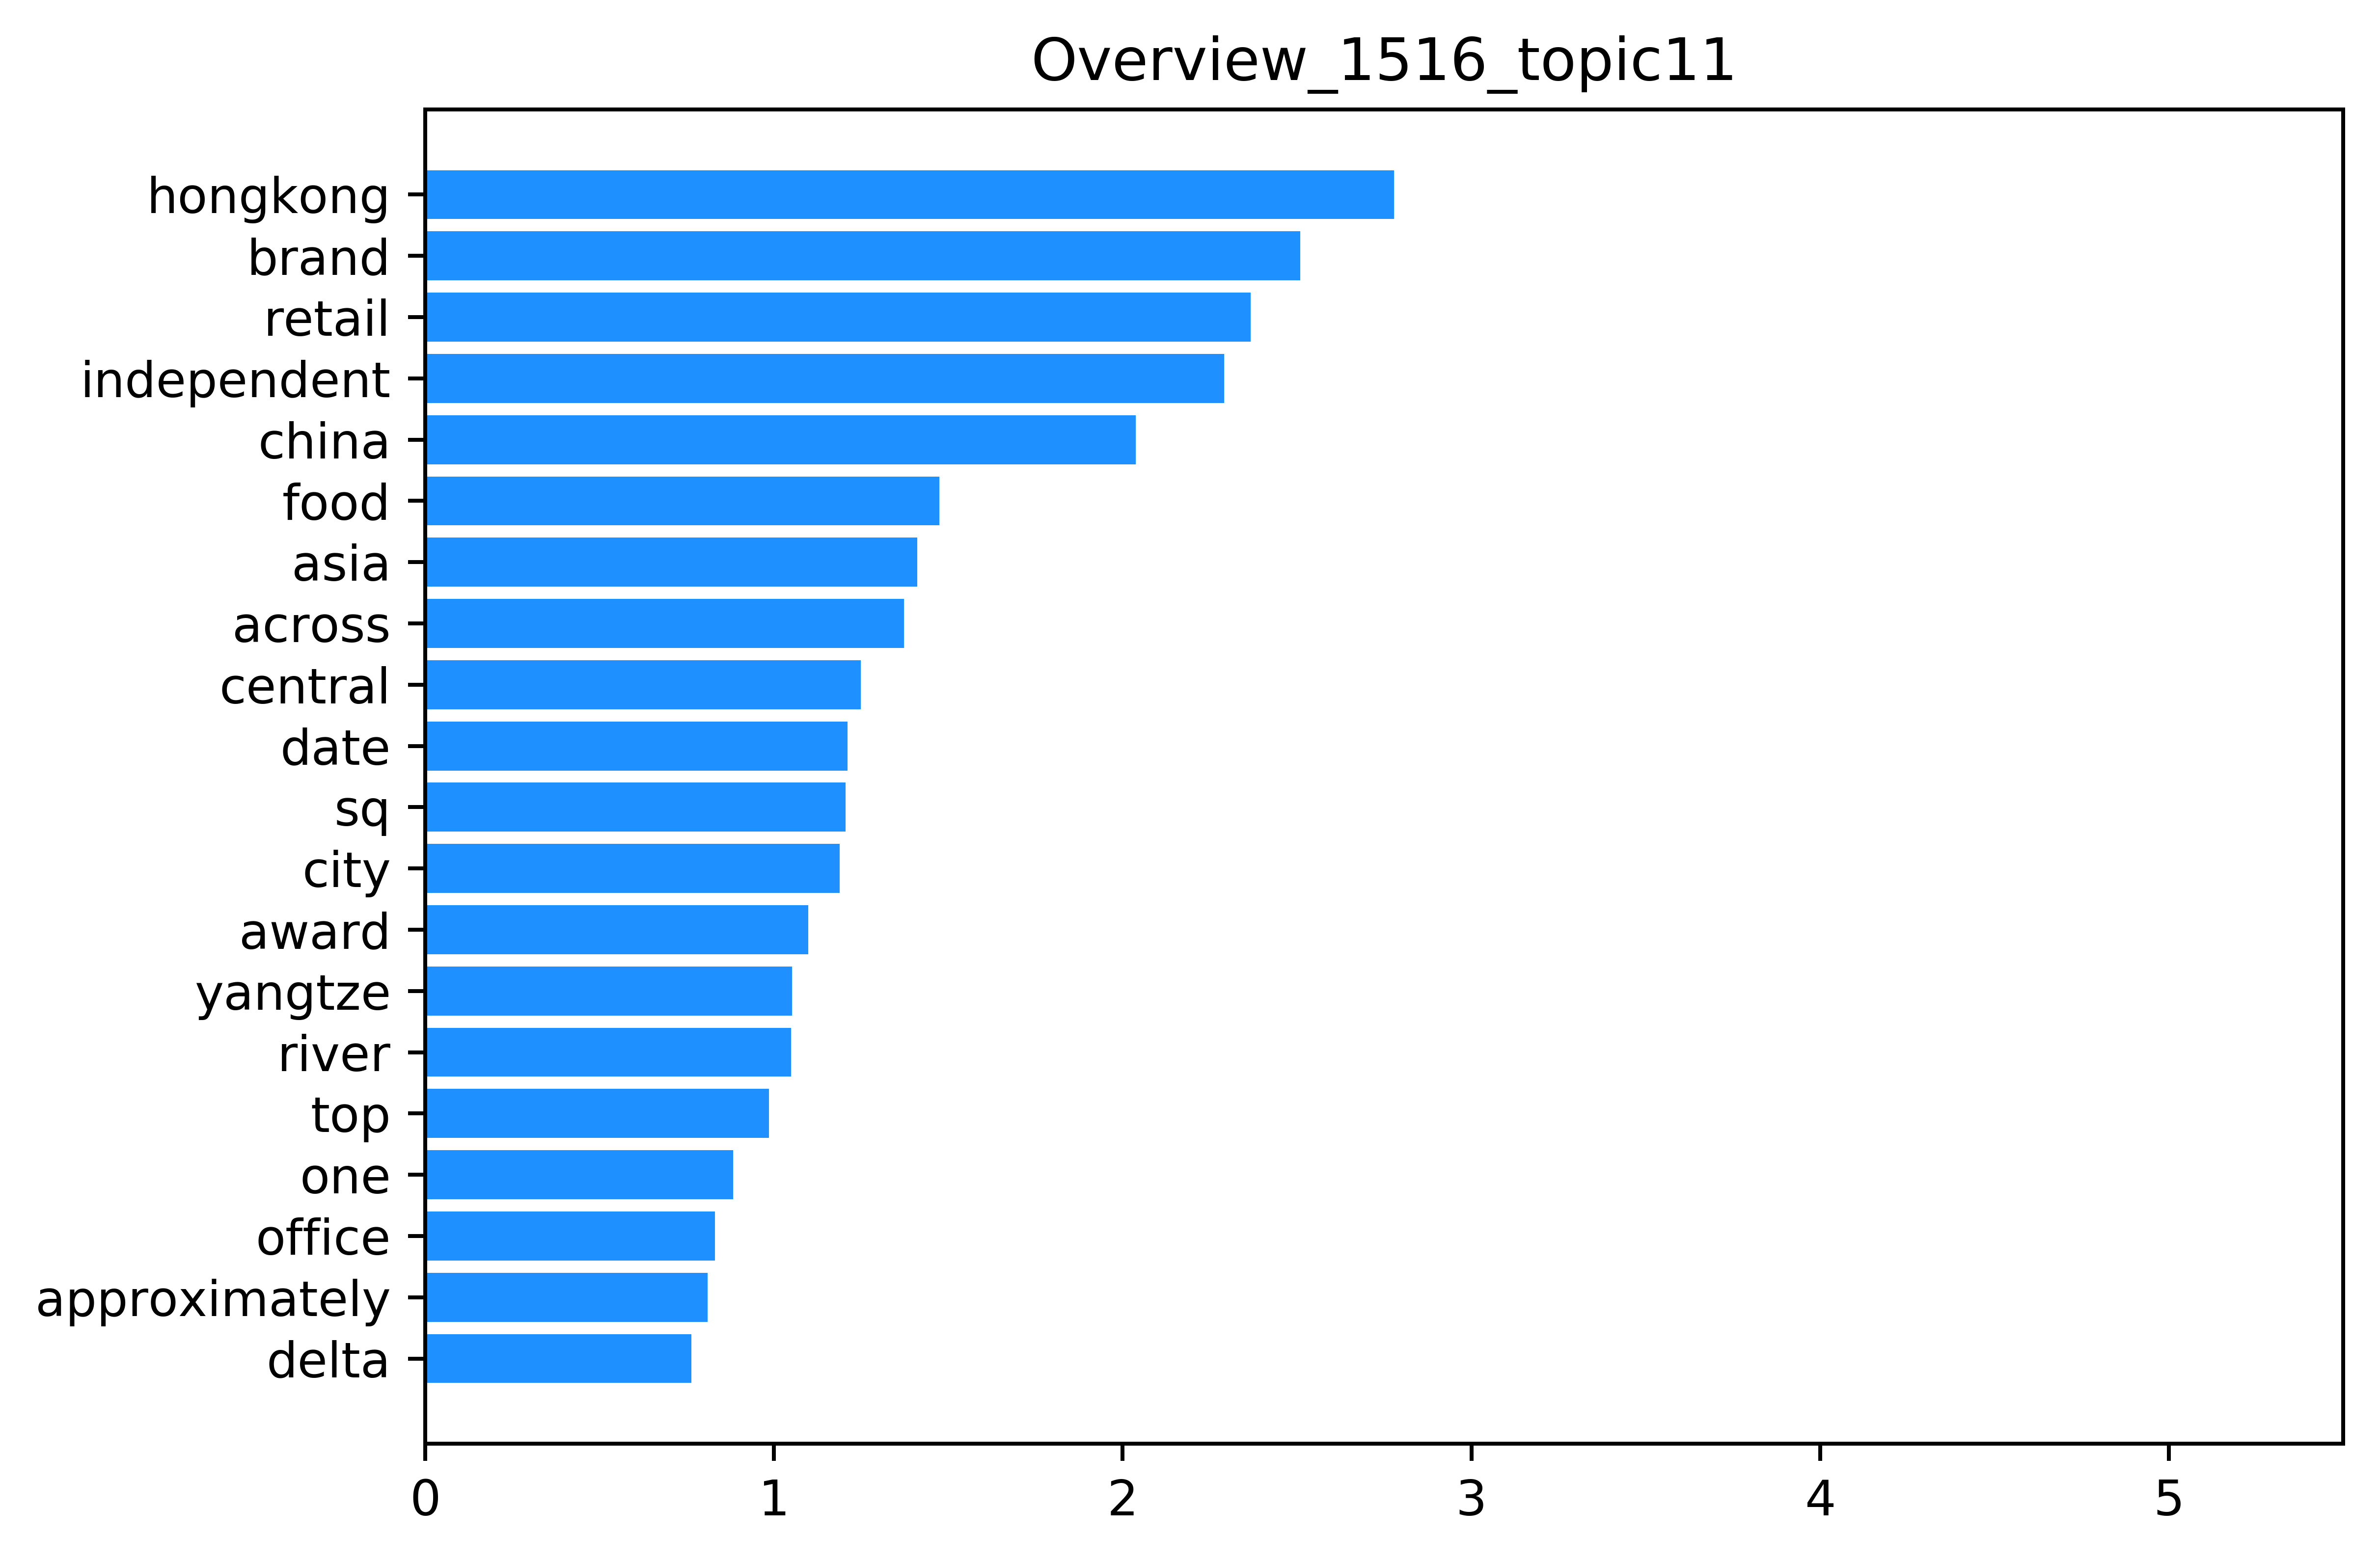 Overview_1516_topic11
hongkong
brand
retail
independent
china
food
asia
across
central
date
sq
city
award
yangtze
river
top
one
office
approximately
delta
0 1 2 3 4 5